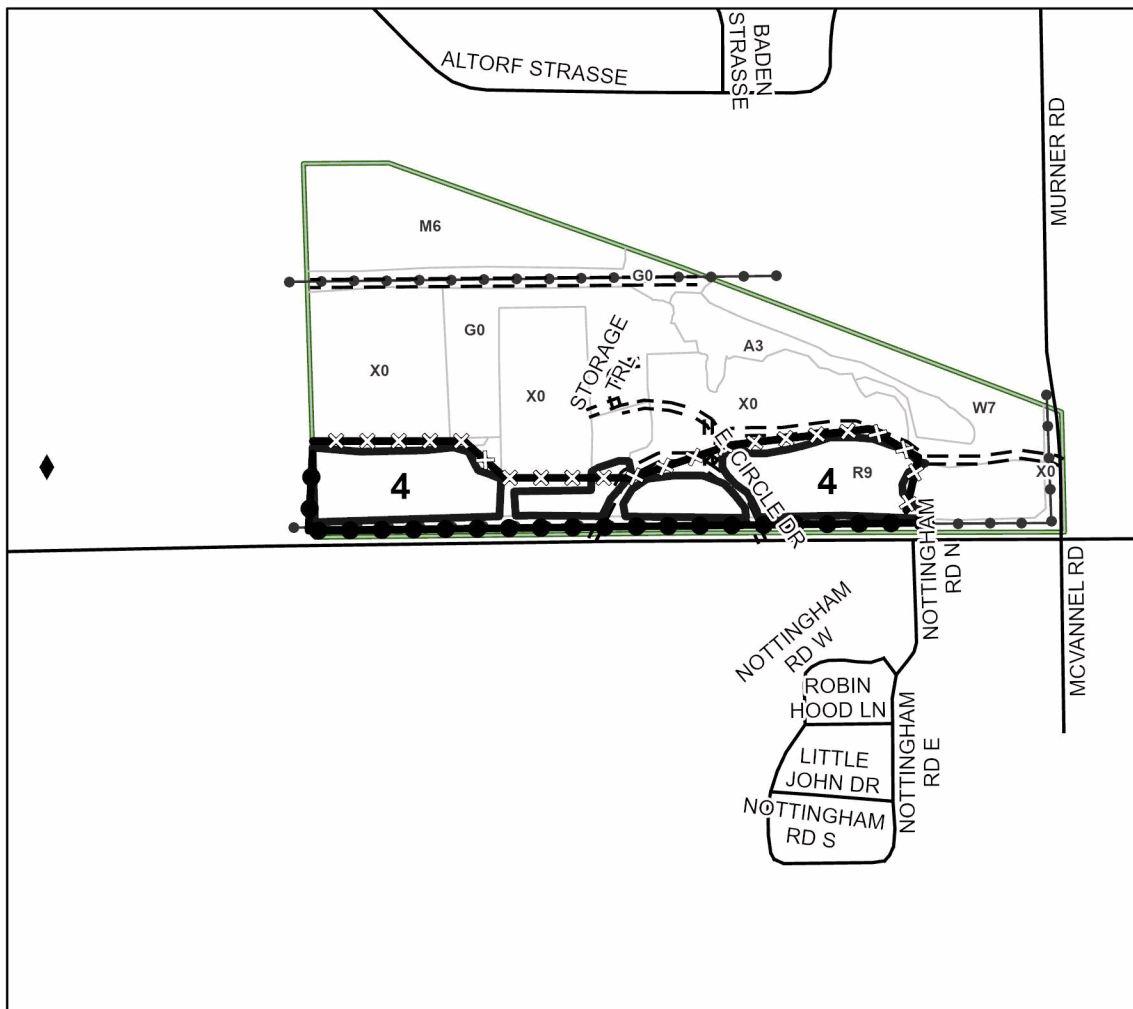 ALTORF STRASSE
BADEN
STRASSE
MURNER RD
M6
G0
G0
X0
X0
STORAGE
TRL
A3
X0
W7
X0
4
4
R9
E CIRCLE DR
NOTTINGHAM
RD N
MCVANNEL RD
NOTTINGHAM
RD W
ROBIN
HOOD LN
NOTTINGHAM
RD E
LITTLE
JOHN DR
NOTTINGHAM
RD S